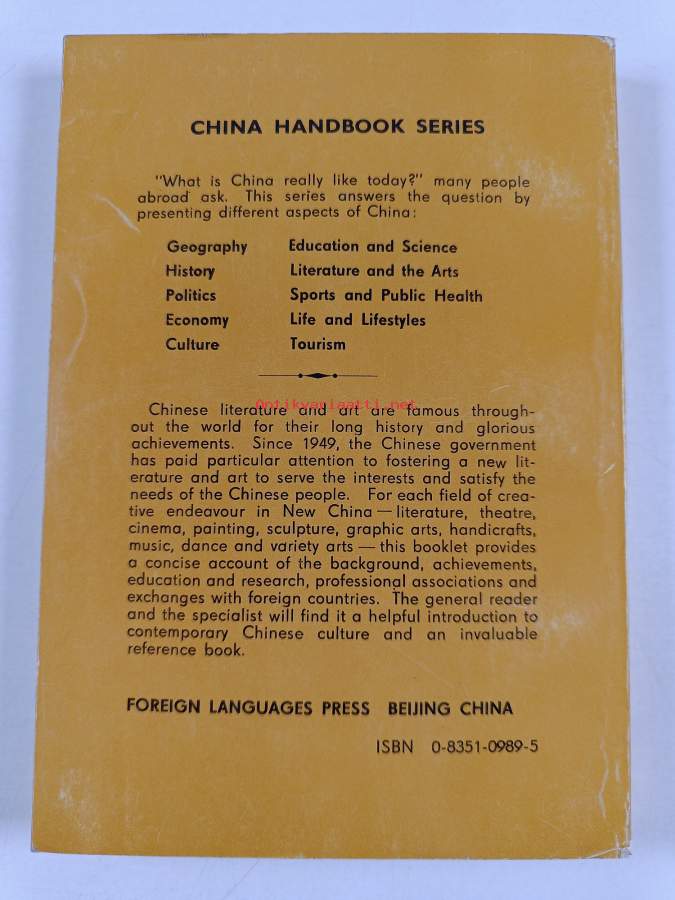 CHINA HANDBOOK SERIES
"What is China really like today?" many people
abroad ask. This series answers the question by
presenting different aspects of China:
Geography Education and Science
History Literature and the Arts
Politics Sports and Public Health
Economy Life and Lifestyles
Culture Tourism
Antikvariaatti.net
Chinese literature and art are famous through-
out the world for their long history and glorious
achievements. Since 1949, the Chinese government
has paid particular attention to fostering a new lit-
erature and art to serve the interests and satisfy the
needs of the Chinese people. For each field of crea-
tive endeavour in New China — literature, theatre,
cinema, painting, sculpture, graphic arts, handicrafts,
music, dance and variety arts — this booklet provides
a concise account of the background, achievements,
education and research, professional associations and
exchanges with foreign countries. The general reader
and the specialist will find it a helpful introduction to
contemporary Chinese culture and an invaluable
reference book.
FOREIGN LANGUAGES PRESS BEIJING CHINA
ISBN 0-8351-0989-5